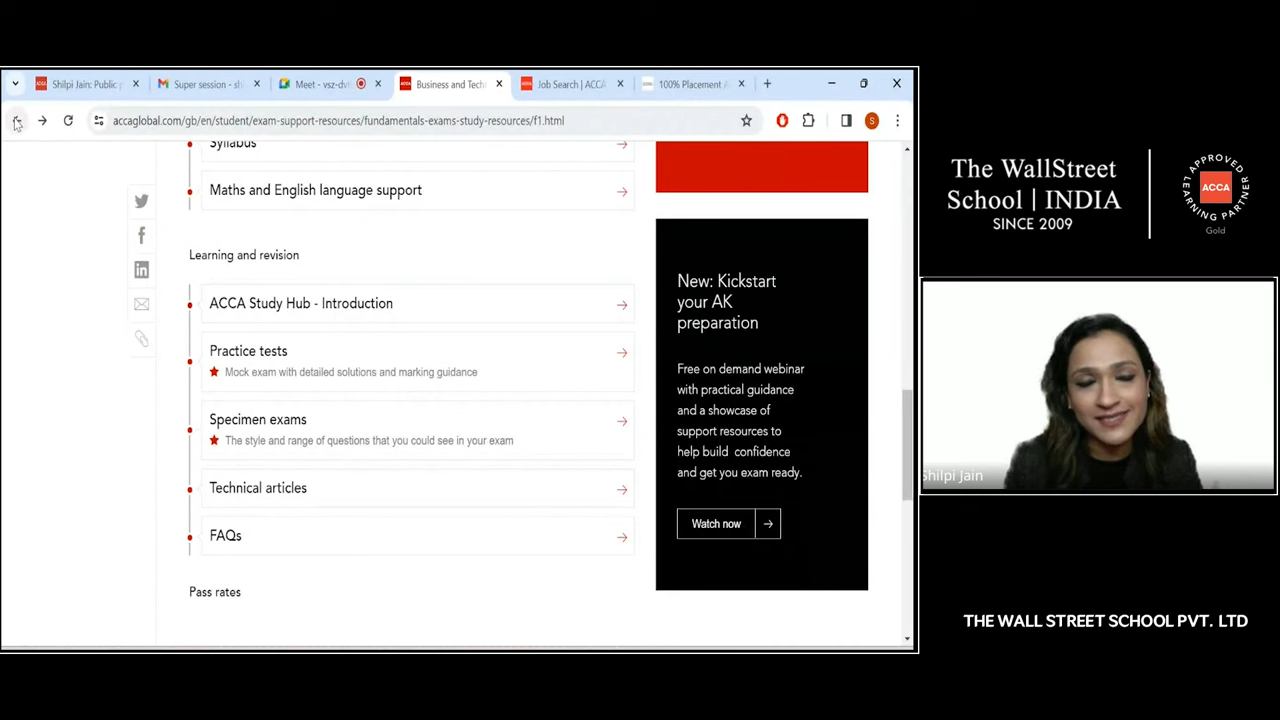 Shilpi Jain: Public
Super session - sh
Meet - vsz-dvt
Business and Tech
Job Search | ACCA
100% Placement A
accaglobal.com/gb/en/student/exam-support-resources/fundamentals-exams-study-resources/f1.html
S
Syllabus
Maths and English language support
Learning and revision
ACCA Study Hub - Introduction
Practice tests
Mock exam with detailed solutions and marking guidance
Specimen exams
The style and range of questions that you could see in your exam
Technical articles
FAQs
Pass rates
New: Kickstart
your AK
preparation
Free on demand webinar
with practical guidance
and a showcase of
support resources to
help build confidence
and get you exam ready.
Watch now
The WallStreet
School | INDIA
SINCE 2009
APPROVED
ACCA
LEARNING PARTNER
Gold
Shilpi Jain
THE WALL STREET SCHOOL PVT. LTD